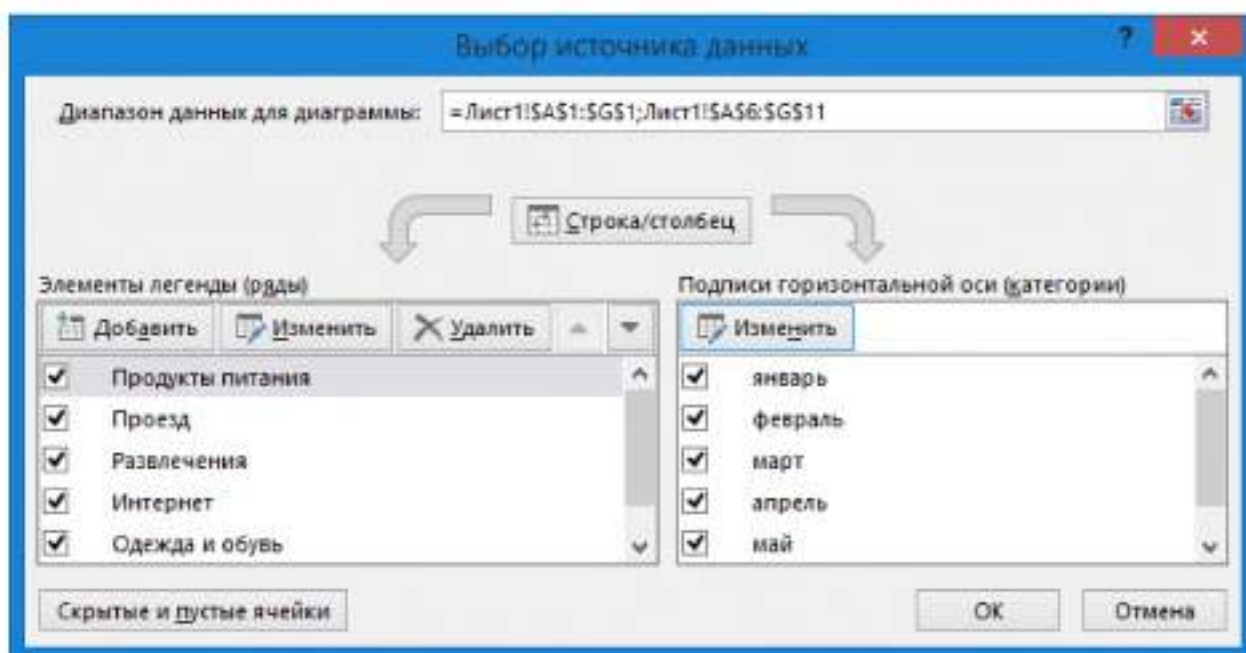 Выбор источника данных
?
Диапазон данных для диаграммы: =Лист1!$A$1:$G$1;Лист1!$A$6:$G$11
Строка/столбец
Элементы легенды (ряды)
Добавить Изменить Удалить
Продукты питания
Проезд
Развлечения
Интернет
Одежда и обувь
Подписи горизонтальной оси (категории)
Изменить
январь
февраль
март
апрель
май
Скрытые и пустые ячейки
ОК Отмена